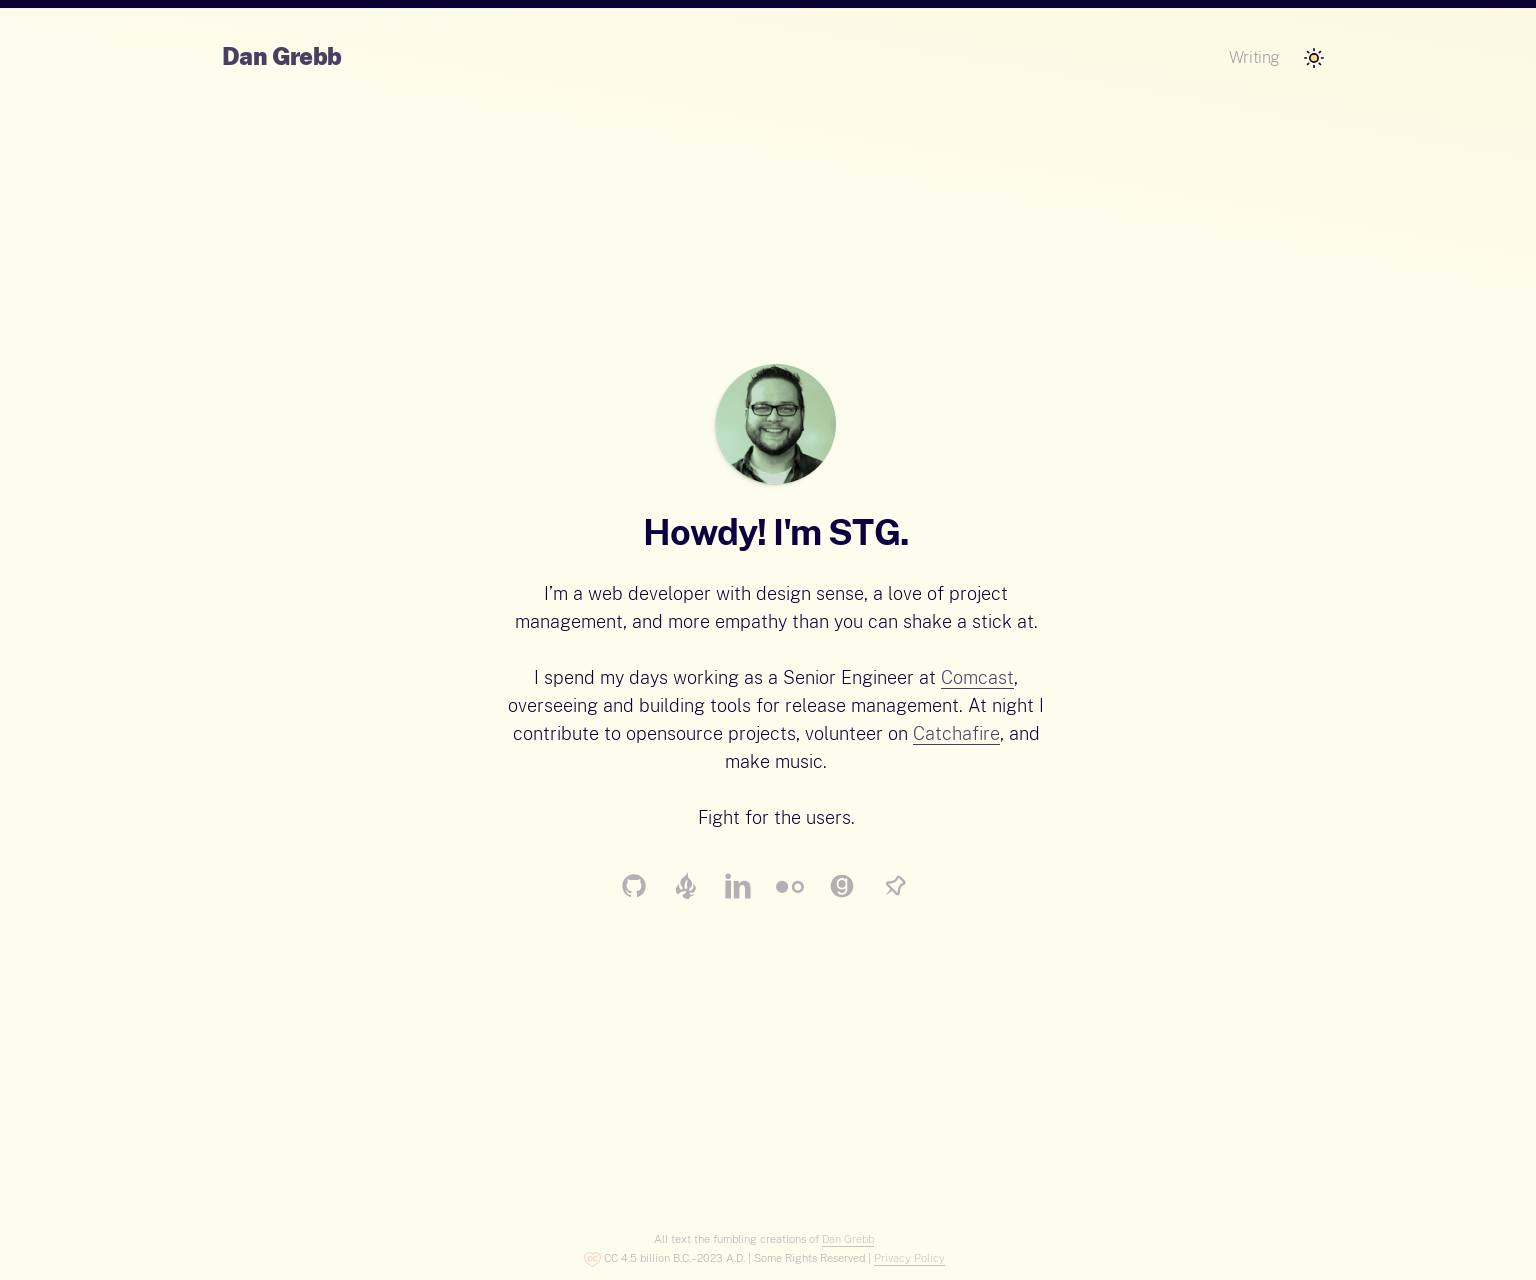 Dan Grebb
Writing
Howdy! I'm STG.
I’m a web developer with design sense, a love of project
management, and more empathy than you can shake a stick at.
I spend my days working as a Senior Engineer at Comcast,
overseeing and building tools for release management. At night I
contribute to opensource projects, volunteer on Catchafire, and
make music.
Fight for the users.
All text the fumbling creations of Dan Grebb
CC 4.5 billion B.C.–2023 A.D. | Some Rights Reserved | Privacy Policy